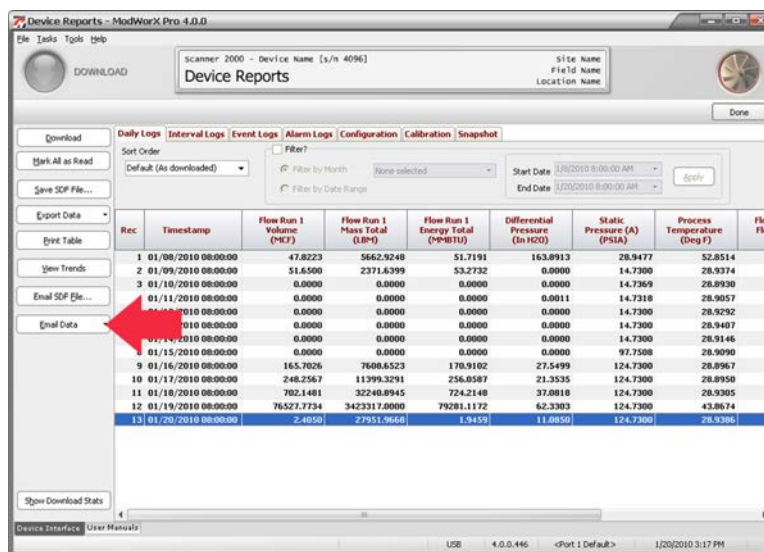 Device Reports - ModWorX Pro 4.0.0
File Tasks Tools Help
DOWNLOAD
Scanner 2000 - Device Name [s/n 4096]
Device Reports
Site Name
Field Name
Location Name
Done
Download
Mark All as Read
Save SDF File...
Export Data
Print Table
View Trends
Email SDF File...
Email Data
Show Download Stats
Daily Logs Interval Logs Event Logs Alarm Logs Configuration Calibration Snapshot
Sort Order
Default (As downloaded)
Filter?
Filter by Month None selected
Filter by Date Range
Start Date 1/8/2010 8:00:00 AM
End Date 1/20/2010 8:00:00 AM
Apply
Rec Timestamp Flow Run 1 Volume (MCF) Flow Run 1 Mass Total (LBM) Flow Run 1 Energy Total (MMBTU) Differential Pressure (In H2O) Static Pressure (A) (PSIA) Process Temperature (Deg F)
1 01/08/2010 08:00:00 47.8223 5662.9248 51.7191 163.8913 28.9477 52.8514
2 01/09/2010 08:00:00 51.6500 2371.6399 53.2732 0.0000 14.7300 28.9374
3 01/10/2010 08:00:00 0.0000 0.0000 0.0000 0.0000 14.7369 28.8930
01/11/2010 08:00:00 0.0000 0.0000 0.0000 0.0011 14.7318 28.9057
0.0000 0.0000 0.0000 0.0000 14.7300 28.9292
0.0000 0.0000 0.0000 0.0000 14.7300 28.9407
08:00:00 0.0000 0.0000 0.0000 0.0000 14.7300 28.9146
8 01/15/2010 08:00:00 0.0000 0.0000 0.0000 0.0000 97.7508 28.9090
9 01/16/2010 08:00:00 165.7026 7608.6523 170.9102 27.5499 124.7300 28.8967
10 01/17/2010 08:00:00 248.2567 11399.3291 256.0587 21.3535 124.7300 28.8950
11 01/18/2010 08:00:00 702.1481 32240.8945 724.2148 37.0818 124.7300 28.9305
12 01/19/2010 08:00:00 76527.7734 3423317.0000 79281.1172 62.3303 124.7300 43.8674
13 01/20/2010 08:00:00 2.4050 27951.9668 1.9459 11.0850 124.7300 28.9386
Device Interface User Manuals
USB 4.0.0.446 <Port 1 Default> 1/20/2010 3:17 PM